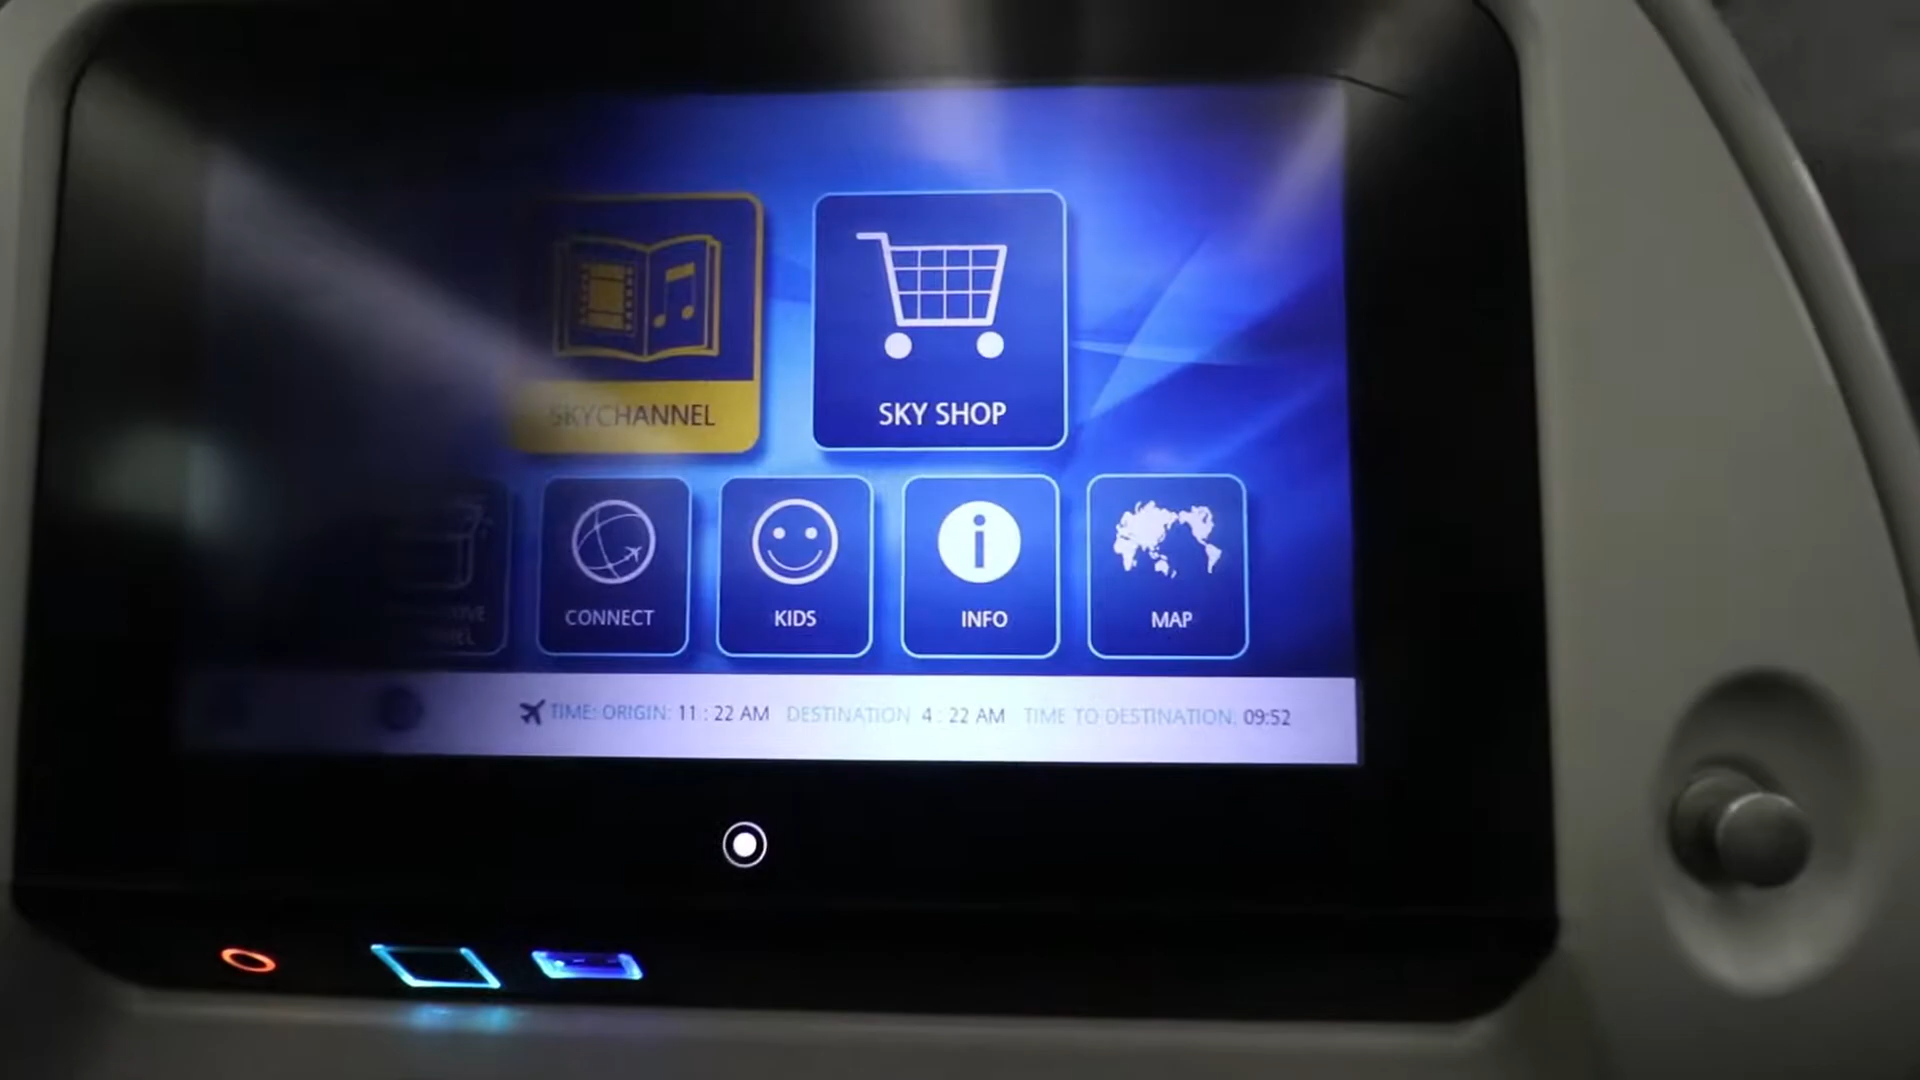 SKYCHANNEL
SKY SHOP
CONNECT
KIDS
INFO
MAP
TIME: ORIGIN: 11 : 22 AM DESTINATION 4 : 22 AM TIME TO DESTINATION: 09:52